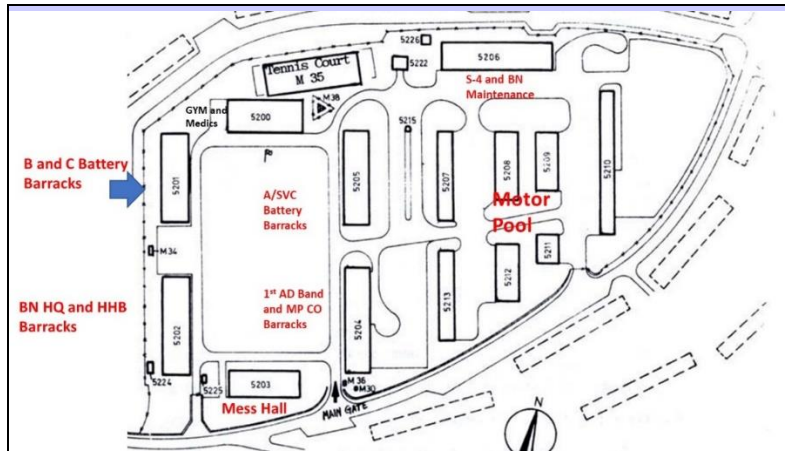 5226
5222
5206
S-4 and BN
Maintenance
Tennis Court
M 35
M38
GYM and
Medics
5200
5215
B and C Battery
Barracks
5201
A/SVC
Battery
Barracks
5205
5207
5208
5209
5210
Motor
Pool
M34
BN HQ and HHB
Barracks
5202
1st AD Band
and MP CO
Barracks
5204
5213
5212
5211
5224
5225
5203
Mess Hall
M 36
M30
MAIN GATE
N